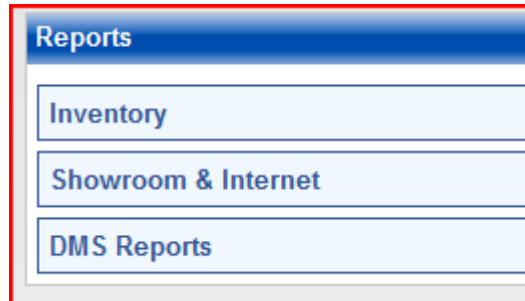 Reports
Inventory
Showroom & Internet
DMS Reports